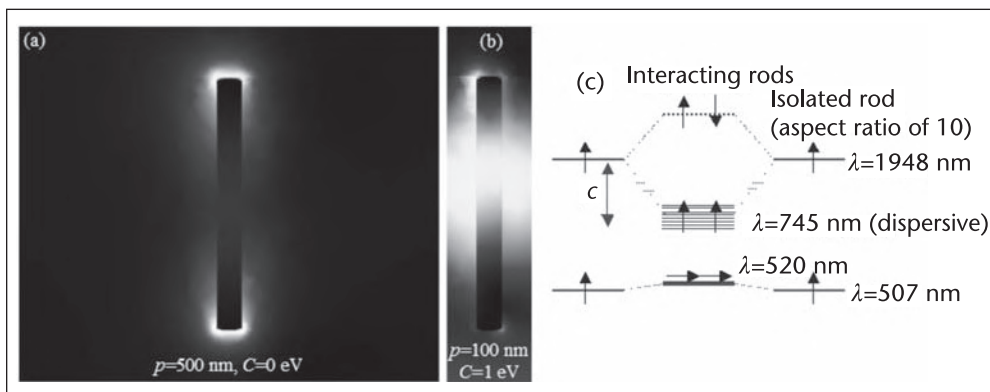 (a)
p=500 nm, C=0 eV
(b)
p=100 nm
C=1 eV
(c)
Interacting rods
Isolated rod
(aspect ratio of 10)
λ=1948 nm
c
λ=745 nm (dispersive)
λ=520 nm
λ=507 nm